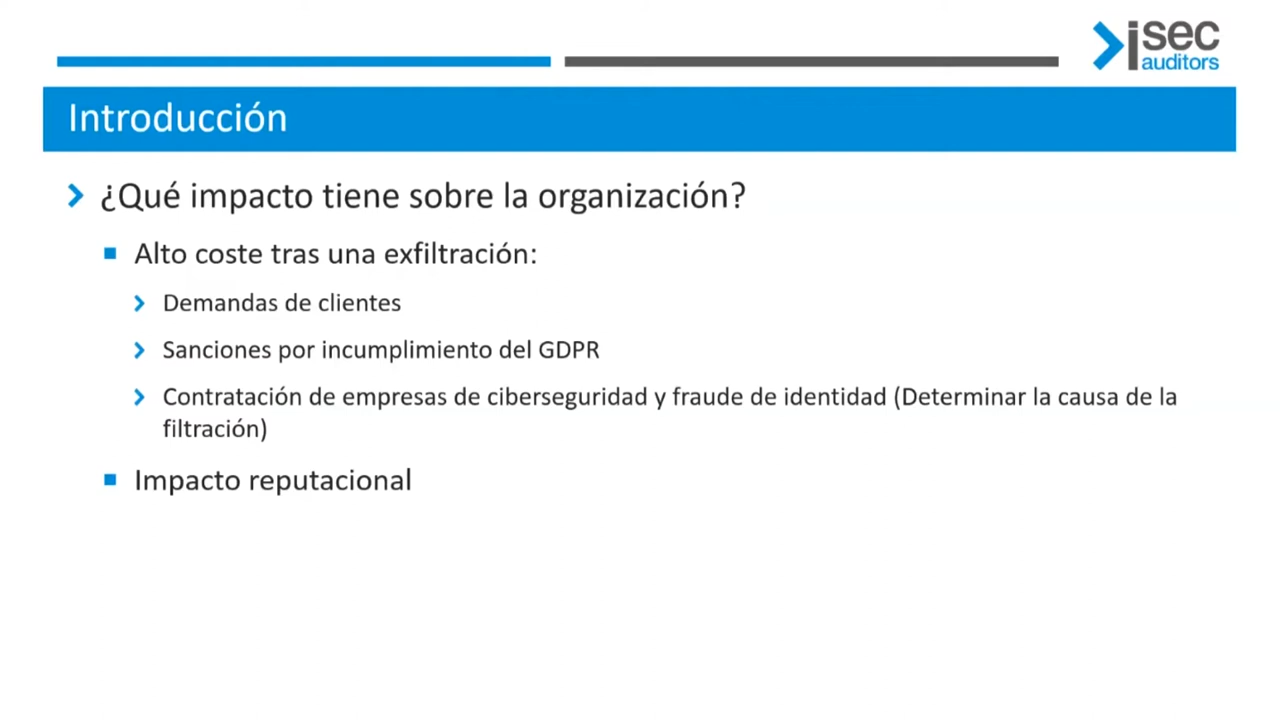 isec
auditors
Introducción
¿Qué impacto tiene sobre la organización?
Alto coste tras una exfiltración:
Demandas de clientes
Sanciones por incumplimiento del GDPR
Contratación de empresas de ciberseguridad y fraude de identidad (Determinar la causa de la
filtración)
Impacto reputacional